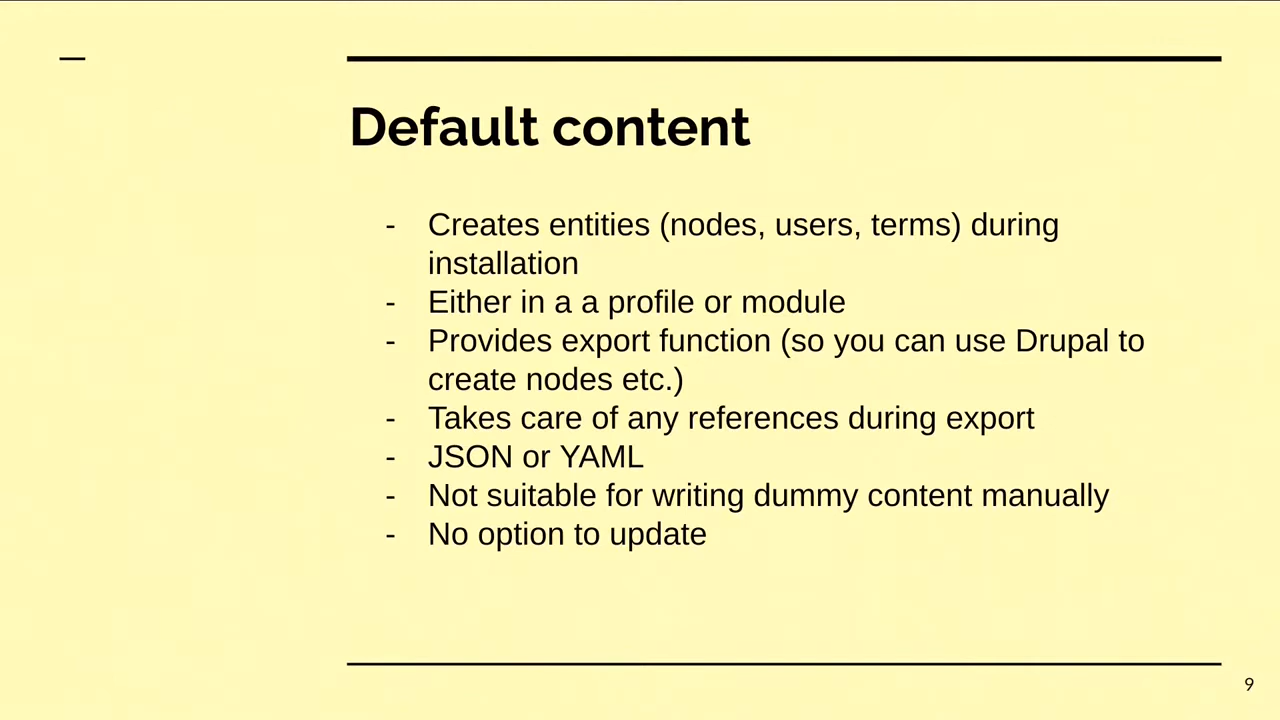 Default content
- Creates entities (nodes, users, terms) during
installation
- Either in a a profile or module
- Provides export function (so you can use Drupal to
create nodes etc.)
- Takes care of any references during export
- JSON or YAML
- Not suitable for writing dummy content manually
- No option to update
9